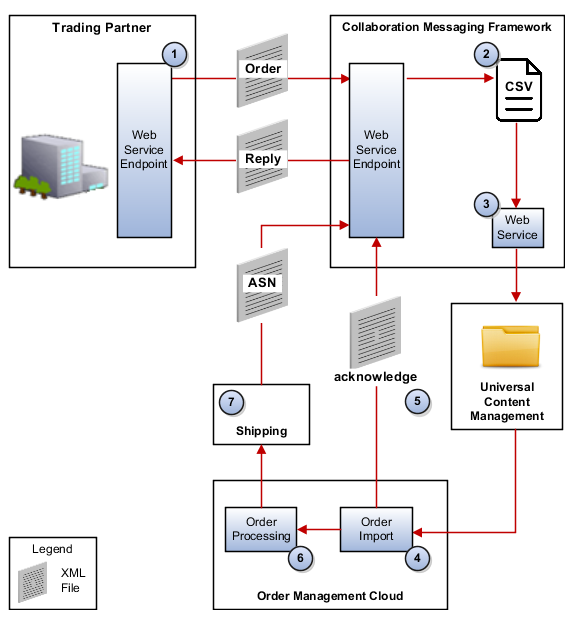 Trading Partner
1
Web
Service
Endpoint
Order
Reply
Collaboration Messaging Framework
2
CSV
Web
Service
Endpoint
3
Web
Service
ASN
acknowledge
5
Universal
Content
Management
7
Shipping
Order
Processing
6
Order
Import
4
Order Management Cloud
Legend
XML
File